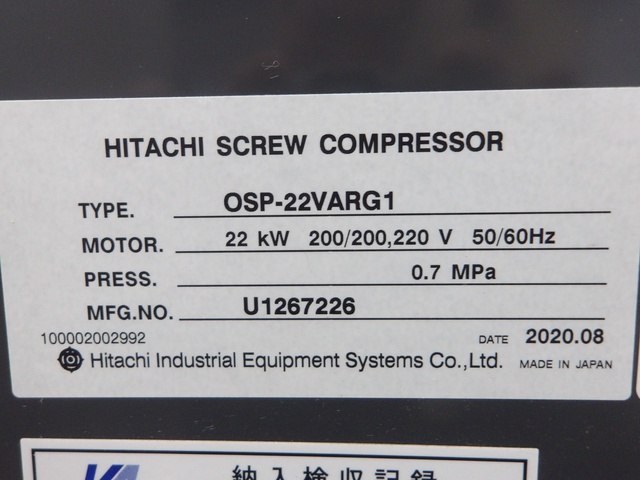 HITACHI SCREW COMPRESSOR
TYPE. OSP-22VARG1
MOTOR. 22 kW 200/200,220 V 50/60Hz
PRESS. 0.7 MPa
MFG.NO. U1267226
100002002992 DATE 2020.08
Hitachi Industrial Equipment Systems Co.,Ltd. MADE IN JAPAN
納入検収記録